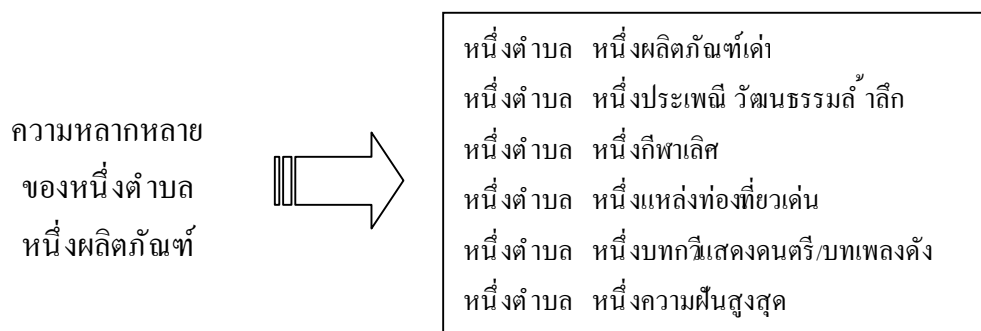 ความหลากหลาย
ของหนึ่งตำบล
หนึ่งผลิตภัณฑ์
หนึ่งตำบล หนึ่งผลิตภัณฑ์เด่น
หนึ่งตำบล หนึ่งประเพณี วัฒนธรรมล้ำลึก
หนึ่งตำบล หนึ่งกีฬาเลิศ
หนึ่งตำบล หนึ่งแหล่งท่องที่ยวเด่น
หนึ่งตำบล หนึ่งบทกวีแสดงดนตรี/บทเพลงดัง
หนึ่งตำบล หนึ่งความฝันสูงสุด